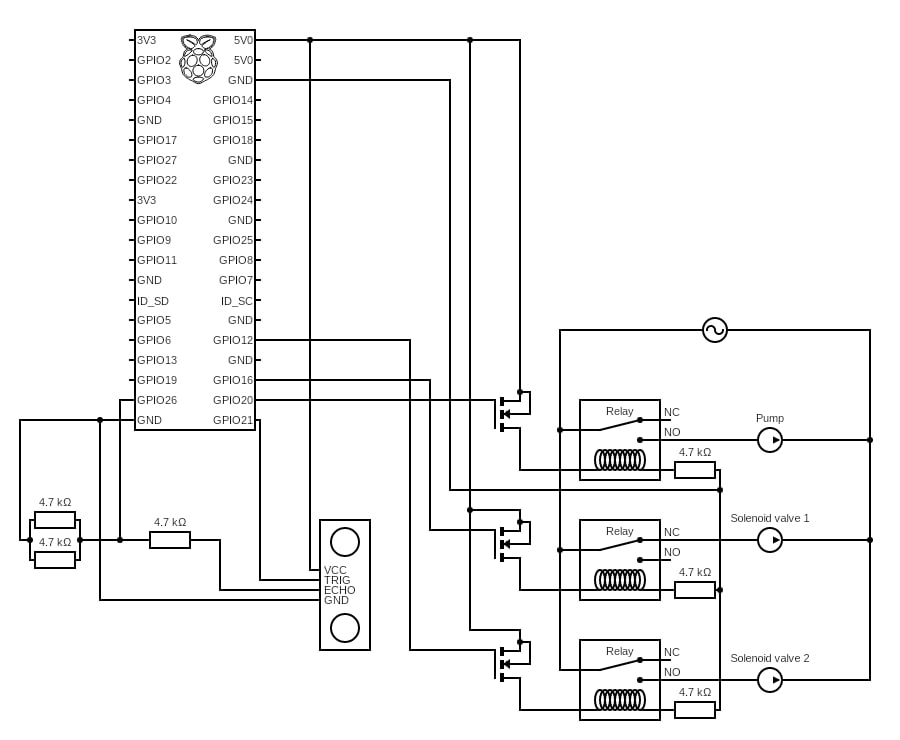 3V3 5V0
GPIO2 5V0
GPIO3 GND
GPIO4 GPIO14
GND GPIO15
GPIO17 GPIO18
GPIO27 GND
GPIO22 GPIO23
3V3 GPIO24
GPIO10 GND
GPIO9 GPIO25
GPIO11 GPIO8
GND GPIO7
ID_SD ID_SC
GPIO5 GND
GPIO6 GPIO12
GPIO13 GND
GPIO19 GPIO16
GPIO26 GPIO20
GND GPIO21
4.7 kΩ
4.7 kΩ
4.7 kΩ
VCC
TRIG
ECHO
GND
Relay
NC
NO
4.7 kΩ
Pump
Relay
NC
NO
4.7 kΩ
Solenoid valve 1
Relay
NC
NO
4.7 kΩ
Solenoid valve 2